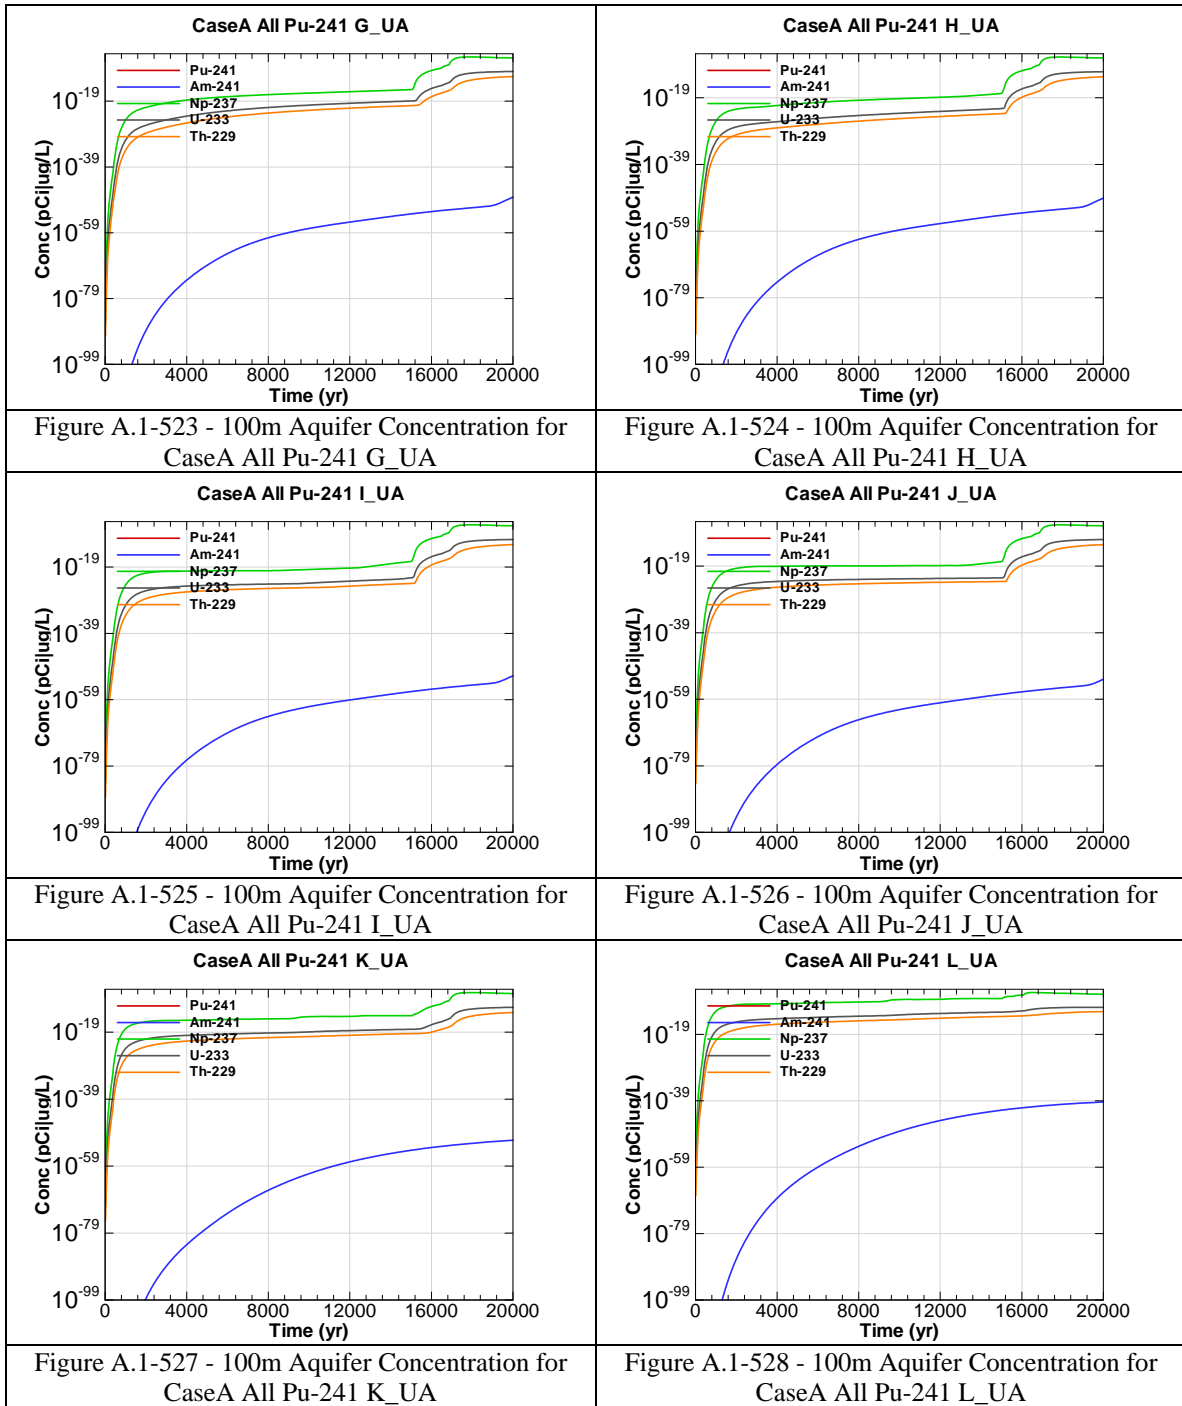 CaseA All Pu-241 G_UA
Pu-241
Am-241
Np-237
U-233
Th-229
10-19
10-39
10-59
10-79
10-99
Conc (pCi|ug/L)
0 4000 8000 12000 16000 20000
Time (yr)
Figure A.1-523 - 100m Aquifer Concentration for
CaseA All Pu-241 G_UA
CaseA All Pu-241 H_UA
Pu-241
Am-241
Np-237
U-233
Th-229
10-19
10-39
10-59
10-79
10-99
Conc (pCi|ug/L)
0 4000 8000 12000 16000 20000
Time (yr)
Figure A.1-524 - 100m Aquifer Concentration for
CaseA All Pu-241 H_UA
CaseA All Pu-241 I_UA
Pu-241
Am-241
Np-237
U-233
Th-229
10-19
10-39
10-59
10-79
10-99
Conc (pCi|ug/L)
0 4000 8000 12000 16000 20000
Time (yr)
Figure A.1-525 - 100m Aquifer Concentration for
CaseA All Pu-241 I_UA
CaseA All Pu-241 J_UA
Pu-241
Am-241
Np-237
U-233
Th-229
10-19
10-39
10-59
10-79
10-99
Conc (pCi|ug/L)
0 4000 8000 12000 16000 20000
Time (yr)
Figure A.1-526 - 100m Aquifer Concentration for
CaseA All Pu-241 J_UA
CaseA All Pu-241 K_UA
Pu-241
Am-241
Np-237
U-233
Th-229
10-19
10-39
10-59
10-79
10-99
Conc (pCi|ug/L)
0 4000 8000 12000 16000 20000
Time (yr)
Figure A.1-527 - 100m Aquifer Concentration for
CaseA All Pu-241 K_UA
CaseA All Pu-241 L_UA
Pu-241
Am-241
Np-237
U-233
Th-229
10-19
10-39
10-59
10-79
10-99
Conc (pCi|ug/L)
0 4000 8000 12000 16000 20000
Time (yr)
Figure A.1-528 - 100m Aquifer Concentration for
CaseA All Pu-241 L_UA